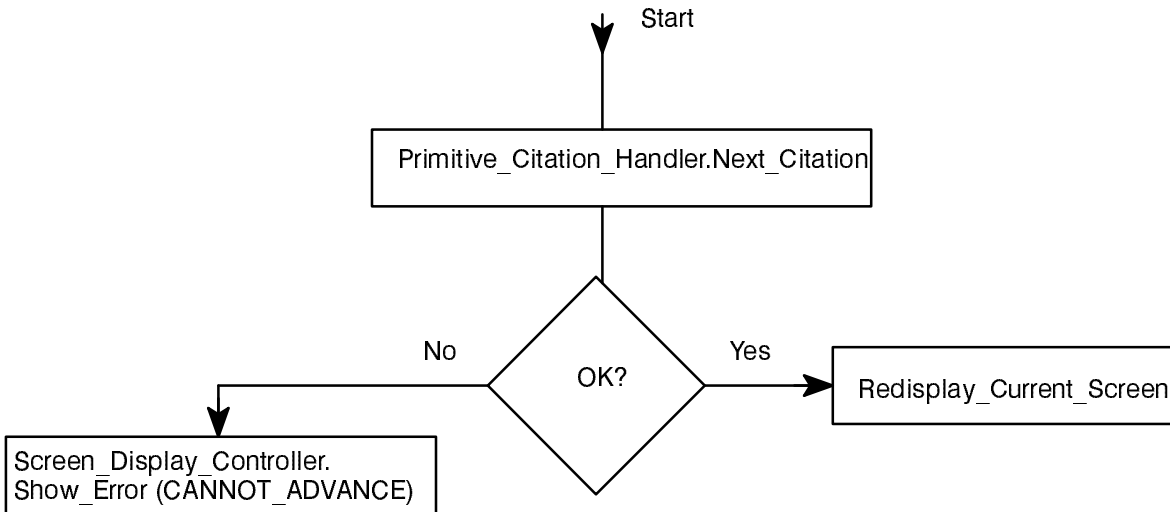 Start
Primitive_Citation_Handler.Next_Citation
No
Yes
OK?
Redisplay_Current_Screen
Screen_Display_Controller.
Show_Error (CANNOT_ADVANCE)